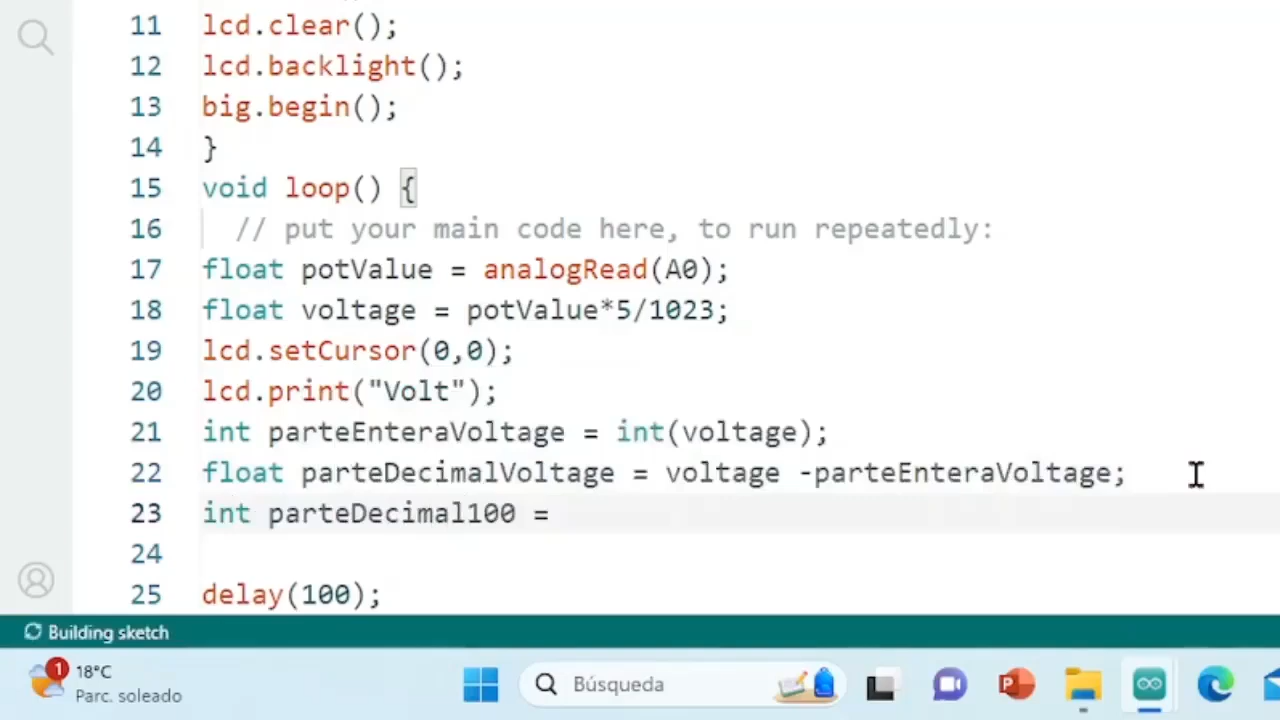 11 lcd.clear();
12 lcd.backlight();
13 big.begin();
14 }
15 void loop() {
16 // put your main code here, to run repeatedly:
17 float potValue = analogRead(A0);
18 float voltage = potValue*5/1023;
19 lcd.setCursor(0,0);
20 lcd.print("Volt");
21 int parteEnteraVoltage = int(voltage);
22 float parteDecimalVoltage = voltage -parteEnteraVoltage;
23 int parteDecimal100 =
24
25 delay(100);
Building sketch
1 18°C
Parc. soleado
Búsqueda